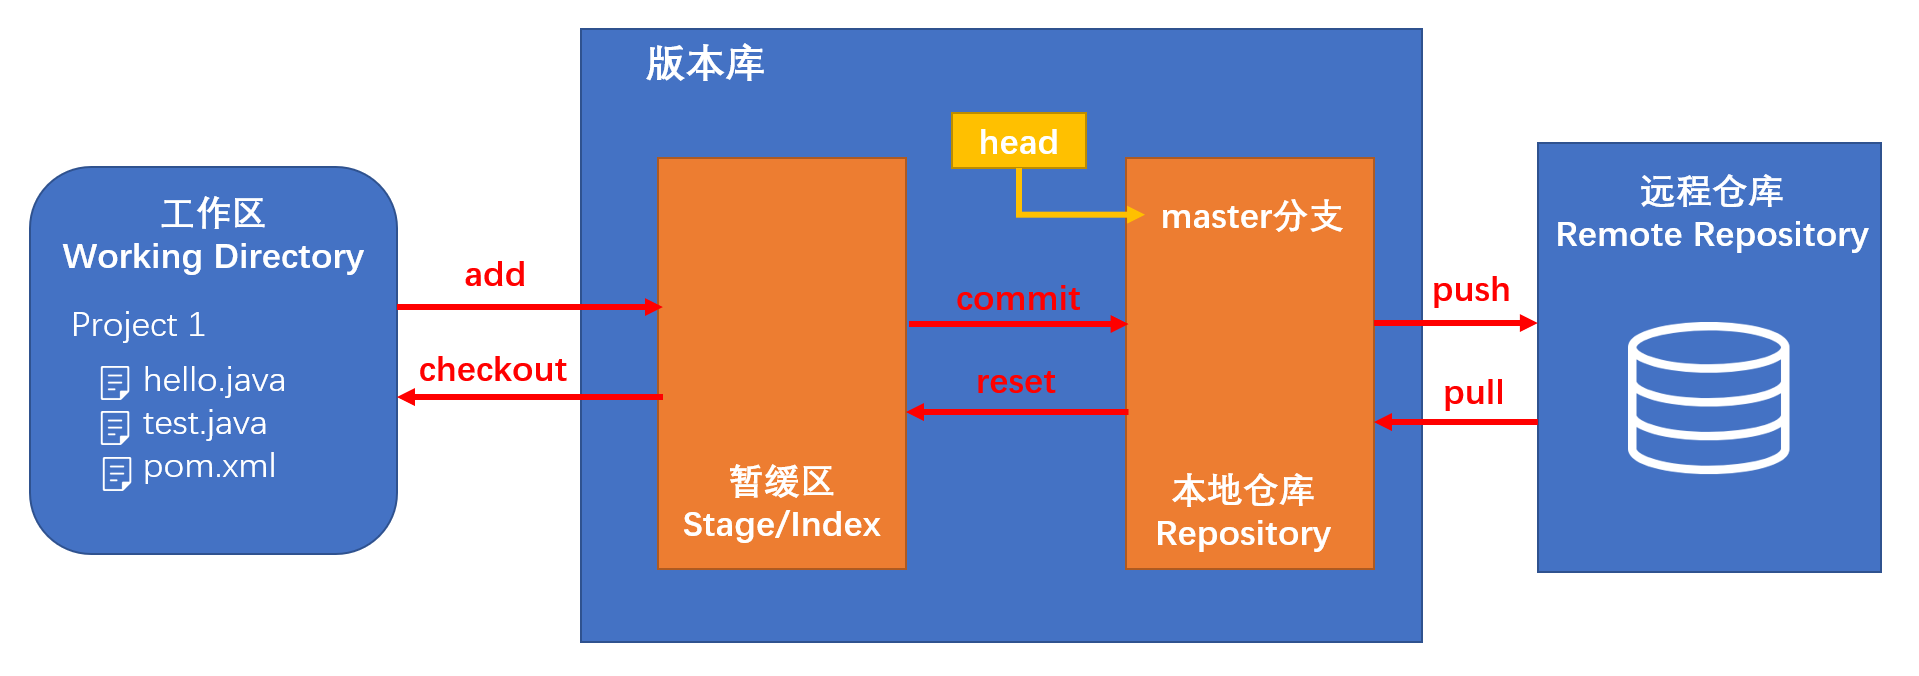 版本库
head
工作区
Working Directory
Project 1
hello.java
test.java
pom.xml
add
checkout
暂缓区
Stage/Index
commit
reset
master分支
本地仓库
Repository
push
pull
远程仓库
Remote Repository